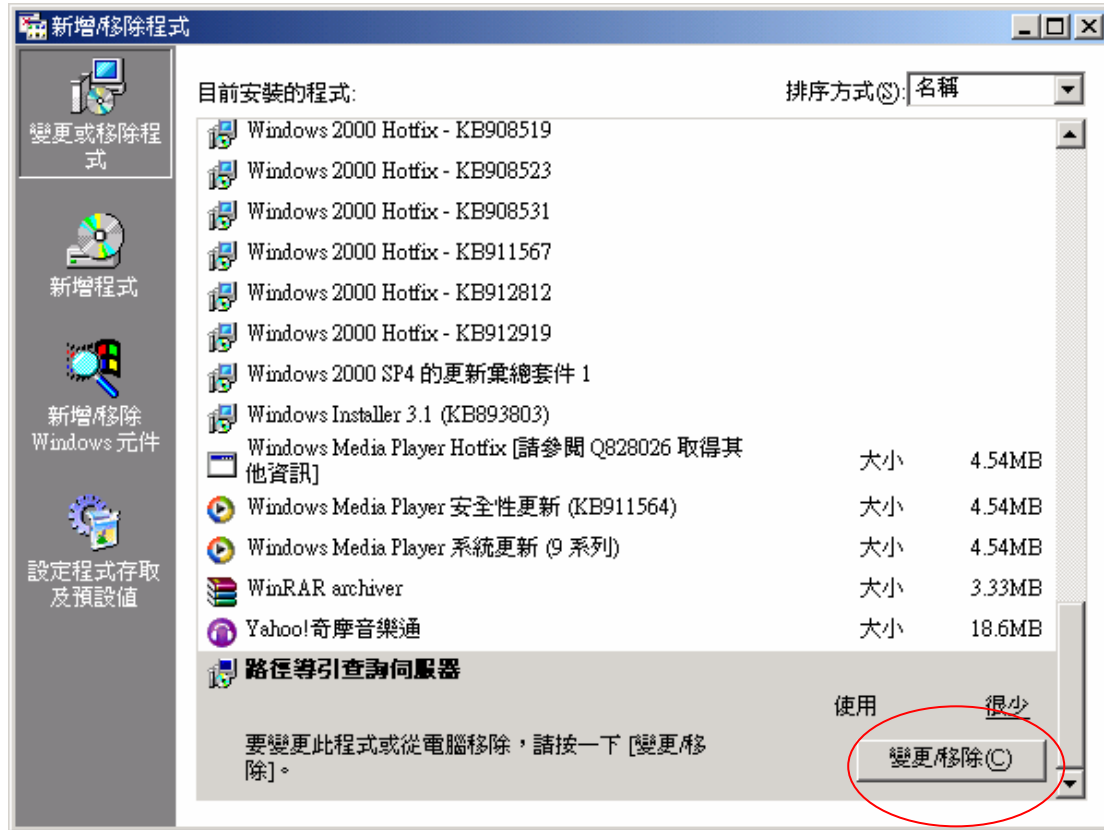 新增/移除程式
變更或移除程
式
新增程式
新增/移除
Windows 元件
設定程式存取
及預設值
目前安裝的程式:
排序方式(S): 名稱
Windows 2000 Hotfix - KB908519
Windows 2000 Hotfix - KB908523
Windows 2000 Hotfix - KB908531
Windows 2000 Hotfix - KB911567
Windows 2000 Hotfix - KB912812
Windows 2000 Hotfix - KB912919
Windows 2000 SP4 的更新彙總套件 1
Windows Installer 3.1 (KB893803)
Windows Media Player Hotfix [請參閱 Q828026 取得其
他資訊] 大小 4.54MB
Windows Media Player 安全性更新 (KB911564) 大小 4.54MB
Windows Media Player 系統更新 (9 系列) 大小 4.54MB
WinRAR archiver 大小 3.33MB
Yahoo!奇摩音樂通 大小 18.6MB
路徑導引查詢伺服器
使用 很少
要變更此程式或從電腦移除，請按一下 [變更/移
除]。
變更/移除(C)